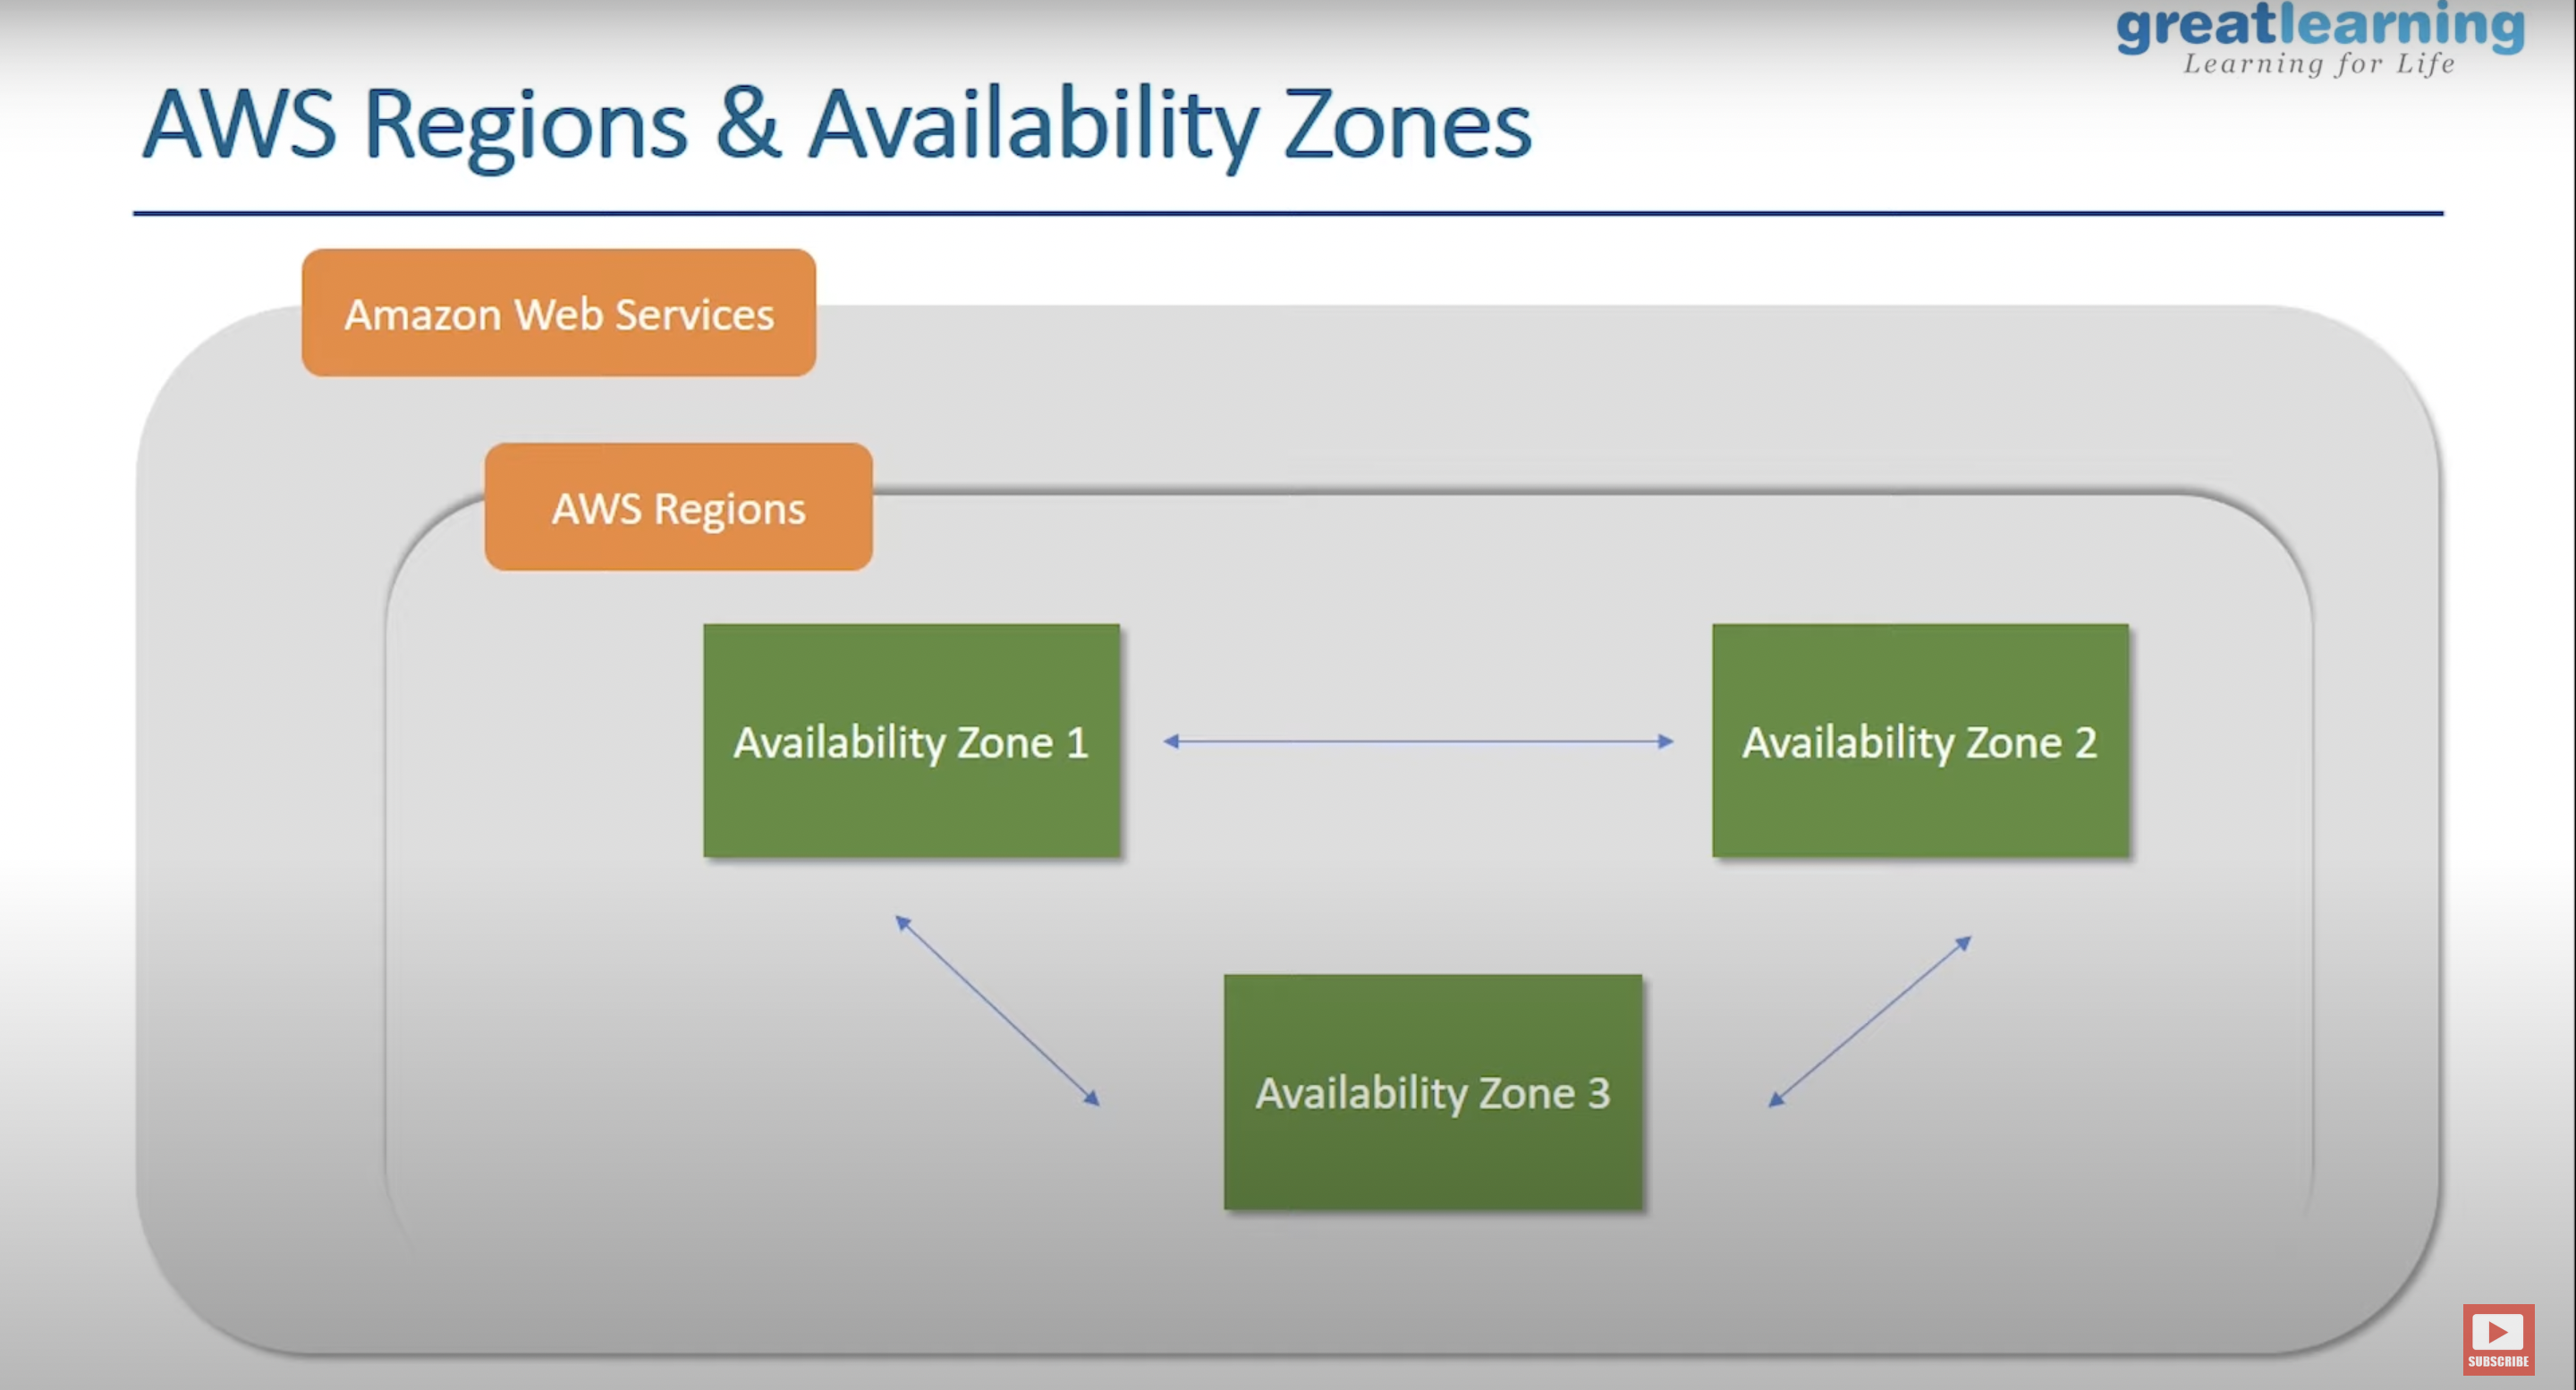 greatlearning
Learning for Life
AWS Regions & Availability Zones
Amazon Web Services
AWS Regions
Availability Zone 1
Availability Zone 2
Availability Zone 3
SUBSCRIBE